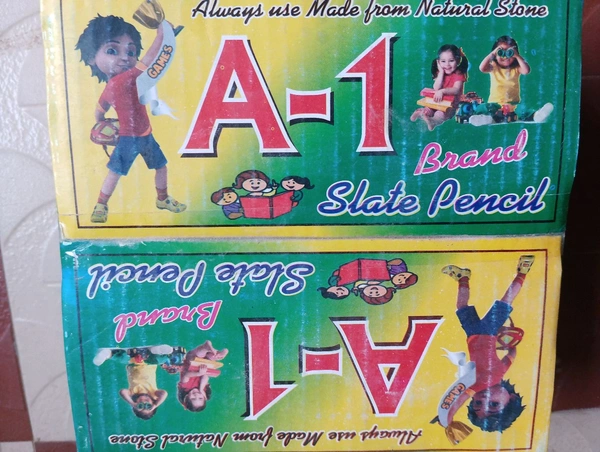 Always use Made from Natural Stone
GAMES
A-1
Brand
Slate Pencil
Slate Pencil
Brand
A-1
GAMES
Always use Made from Natural Stone